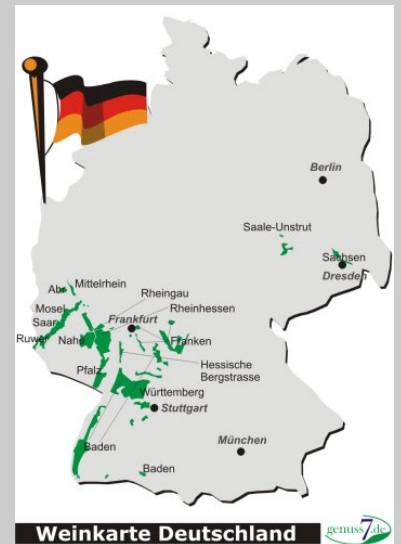 Berlin
Saale-Unstrut
Sachsen
Dresden
Ahr
Mittelrhein
Rheingau
Mosel
Rheinhessen
Saar
Frankfurt
Ruwer
Nahe
Franken
Hessische
Bergstrasse
Pfalz
Württemberg
Stuttgart
Baden
München
Baden
Weinkarte Deutschland
genuss7.de